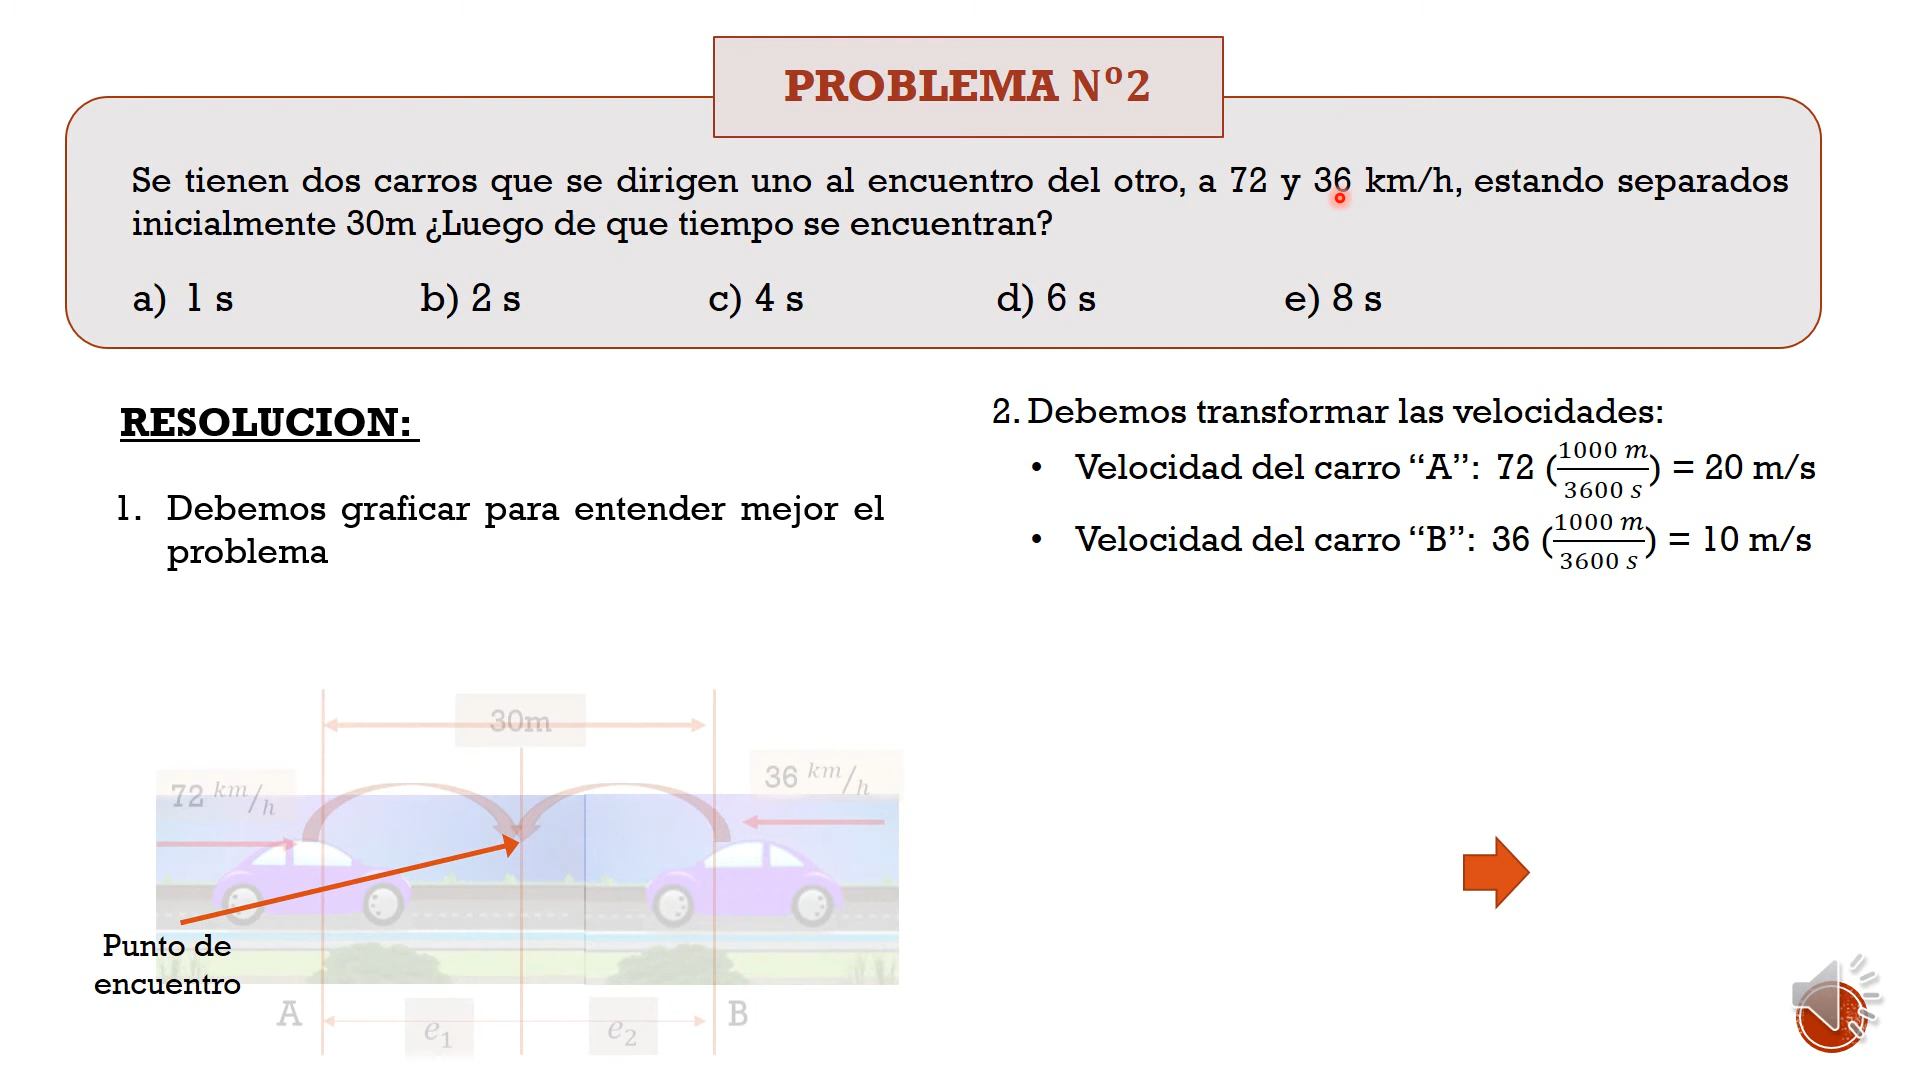 PROBLEMA Nº2
Se tienen dos carros que se dirigen uno al encuentro del otro, a 72 y 36 km/h, estando separados
inicialmente 30m ¿Luego de que tiempo se encuentran?
a) 1 s b) 2 s c) 4 s d) 6 s e) 8 s
RESOLUCION:
1. Debemos graficar para entender mejor el
problema
2. Debemos transformar las velocidades:
• Velocidad del carro “A”: 72 (1000 m/3600 s) = 20 m/s
• Velocidad del carro “B”: 36 (1000 m/3600 s) = 10 m/s
30m
72 km/h
36 km/h
Punto de
encuentro
A
e₁
e₂
B